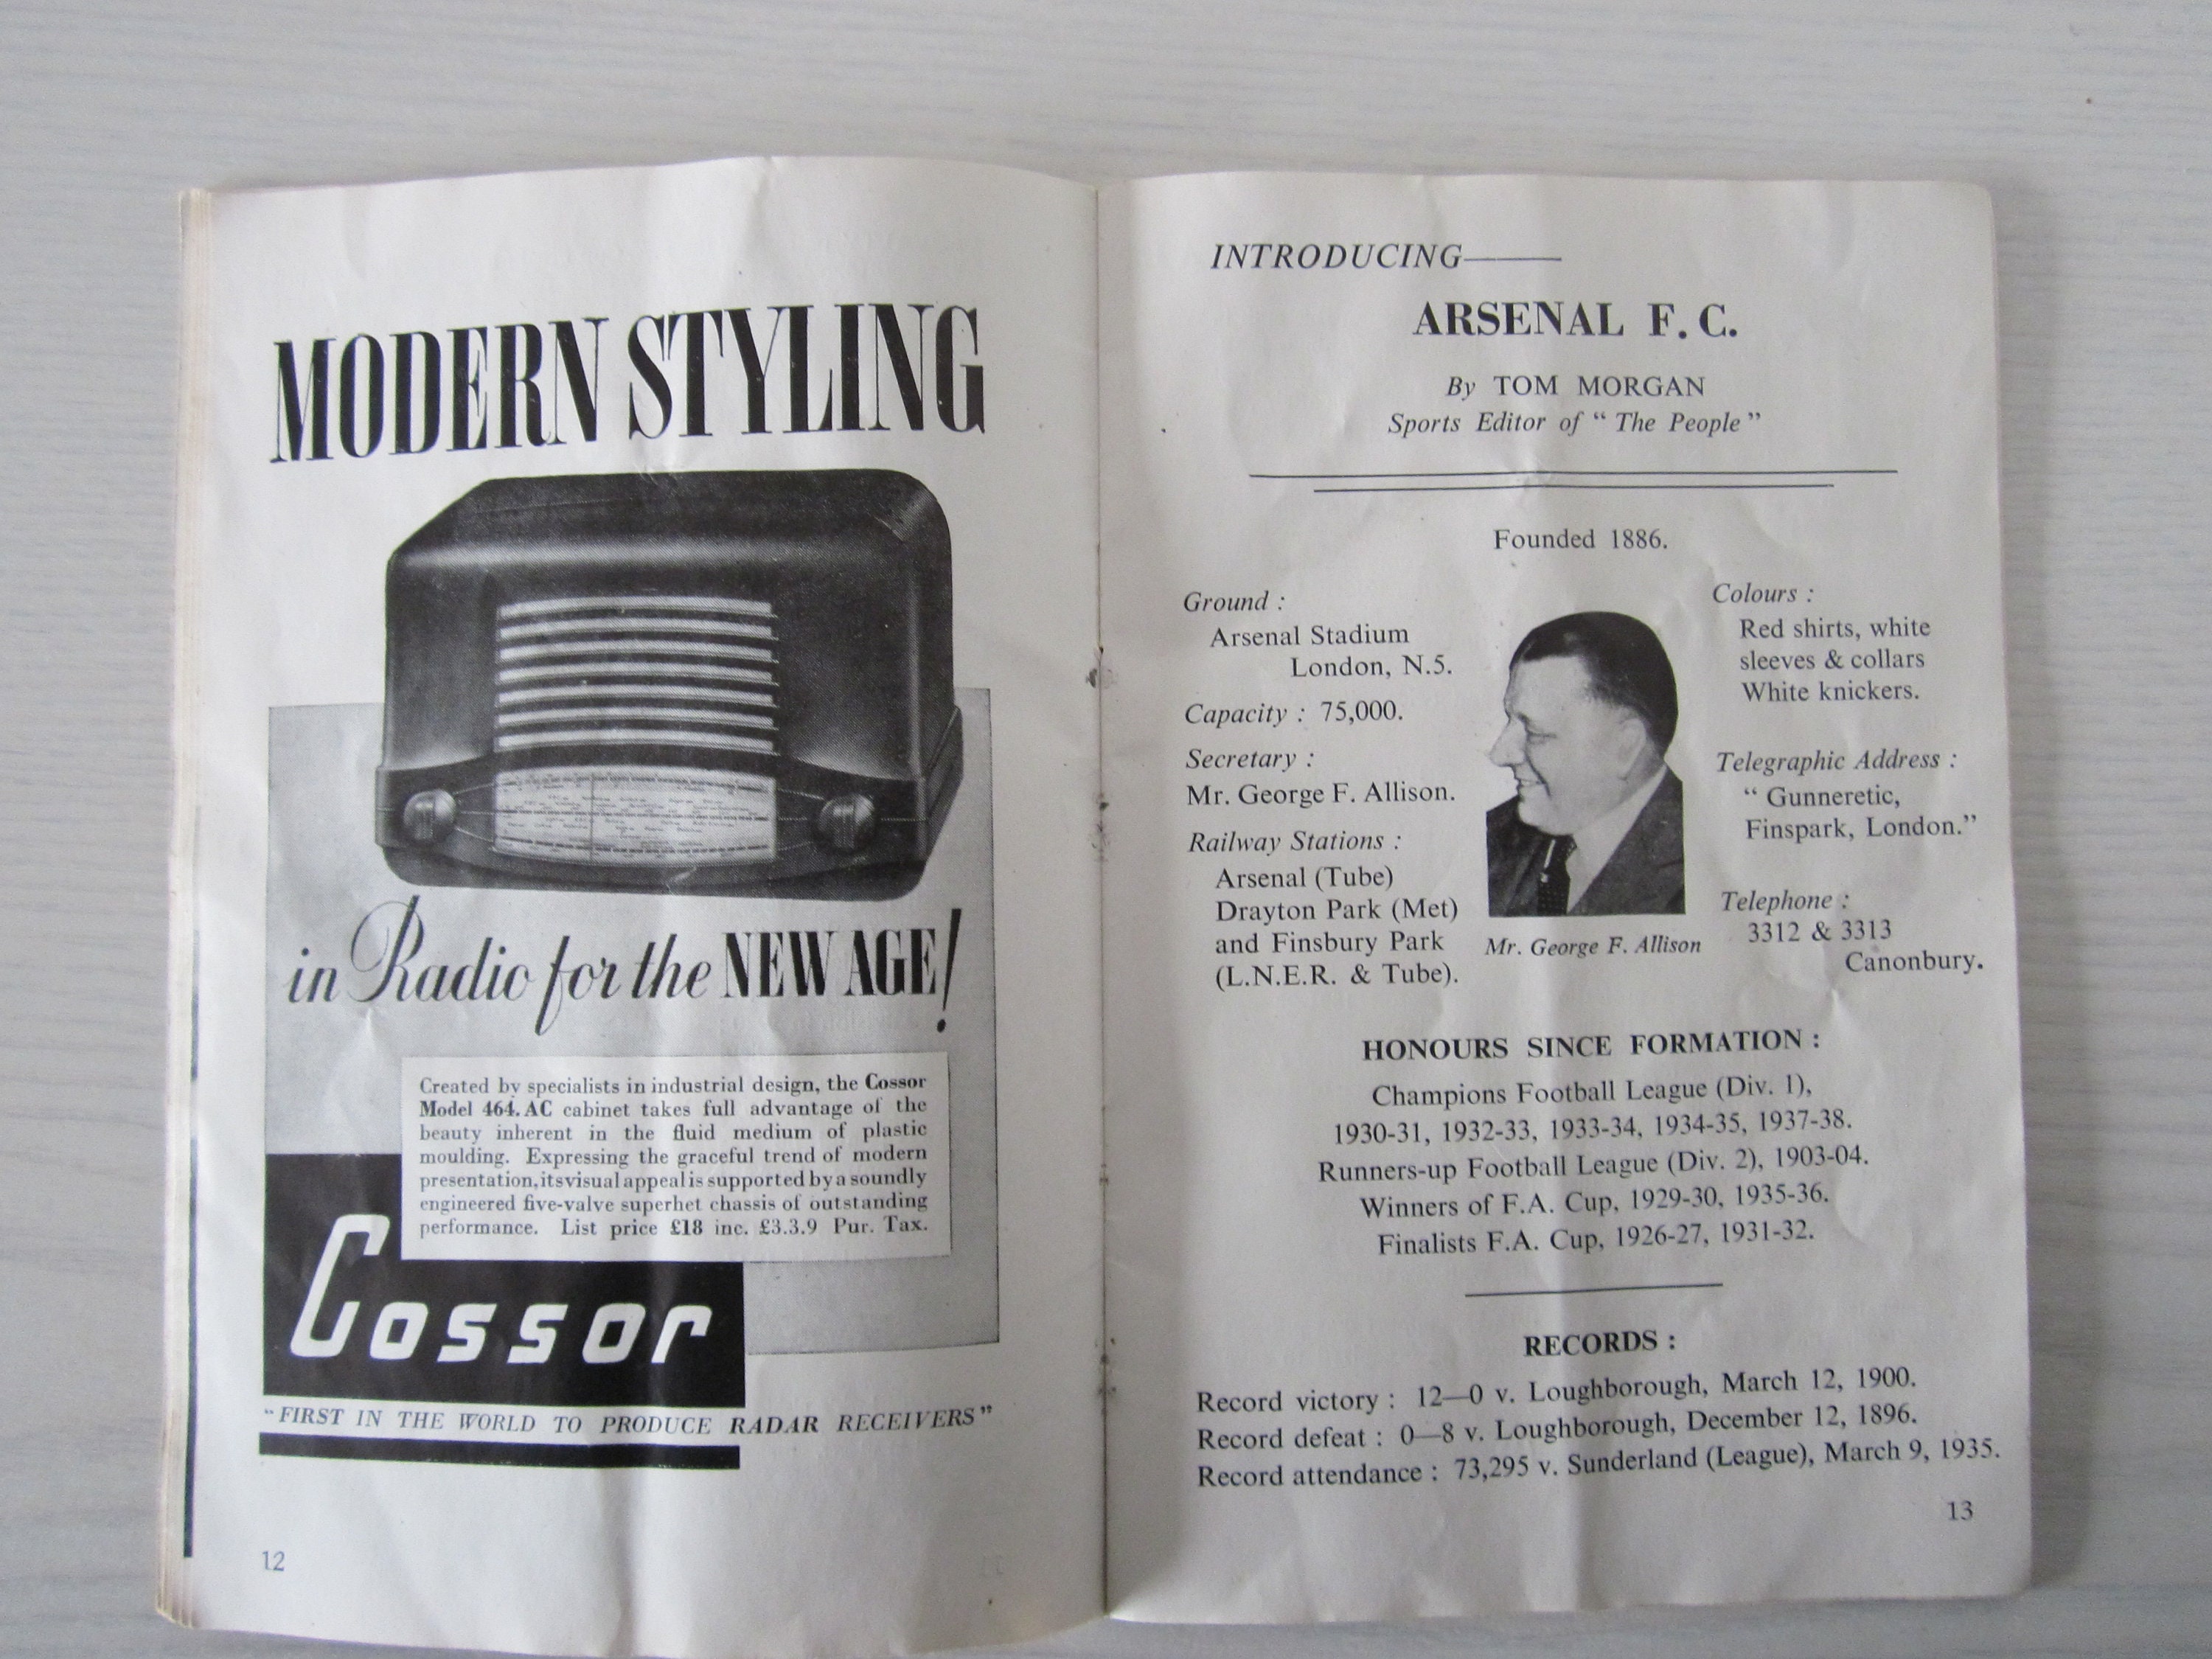 MODERN STYLING
in Radio for the NEW AGE!
Created by specialists in industrial design, the Cossor
Model 464.AC cabinet takes full advantage of the
beauty inherent in the fluid medium of plastic
moulding. Expressing the graceful trend of modern
presentation, its visual appeal is supported by a soundly
engineered five-valve superhet chassis of outstanding
performance. List price £18 inc. £3.3.9 Pur. Tax.
Cossor
"FIRST IN THE WORLD TO PRODUCE RADAR RECEIVERS"
12
INTRODUCING——
ARSENAL F.C.
By TOM MORGAN
Sports Editor of "The People"
Founded 1886.
Ground :
Arsenal Stadium
London, N.5.
Capacity : 75,000.
Secretary :
Mr. George F. Allison.
Railway Stations :
Arsenal (Tube)
Drayton Park (Met)
and Finsbury Park
(L.N.E.R. & Tube).
Mr. George F. Allison
Colours :
Red shirts, white
sleeves & collars
White knickers.
Telegraphic Address :
"Gunneretic,
Finspark, London."
Telephone :
3312 & 3313
Canonbury.
HONOURS SINCE FORMATION :
Champions Football League (Div. 1),
1930-31, 1932-33, 1933-34, 1934-35, 1937-38.
Runners-up Football League (Div. 2), 1903-04.
Winners of F.A. Cup, 1929-30, 1935-36.
Finalists F.A. Cup, 1926-27, 1931-32.
RECORDS :
Record victory : 12—0 v. Loughborough, March 12, 1900.
Record defeat : 0—8 v. Loughborough, December 12, 1896.
Record attendance : 73,295 v. Sunderland (League), March 9, 1935.
13